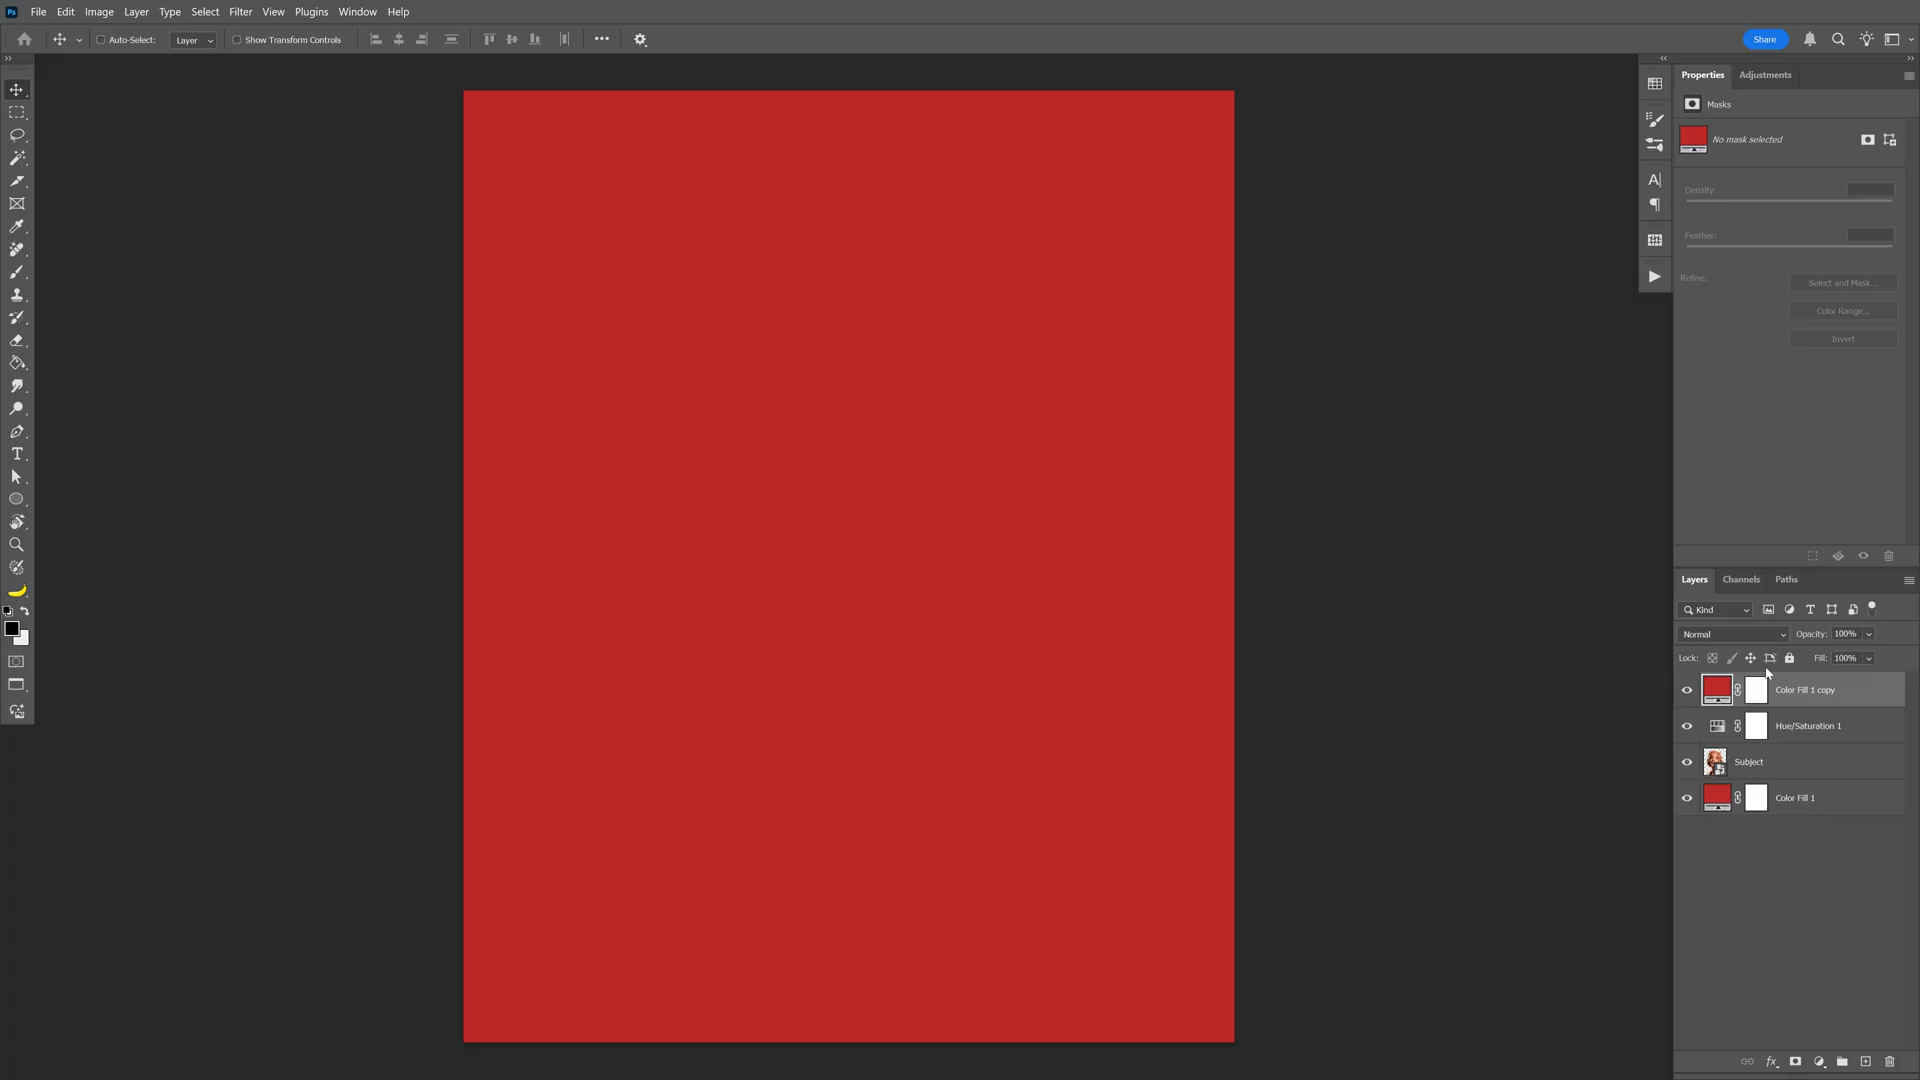 Ps File Edit Image Layer Type Select Filter View Plugins Window Help
Auto-Select: Layer Show Transform Controls Share
Properties Adjustments
Masks
No mask selected
Density:
Feather:
Refine: Select and Mask...
Color Range...
Invert
Layers Channels Paths
Kind
Normal Opacity: 100%
Lock: Fill: 100%
Color Fill 1 copy
Hue/Saturation 1
Subject
Color Fill 1
fx